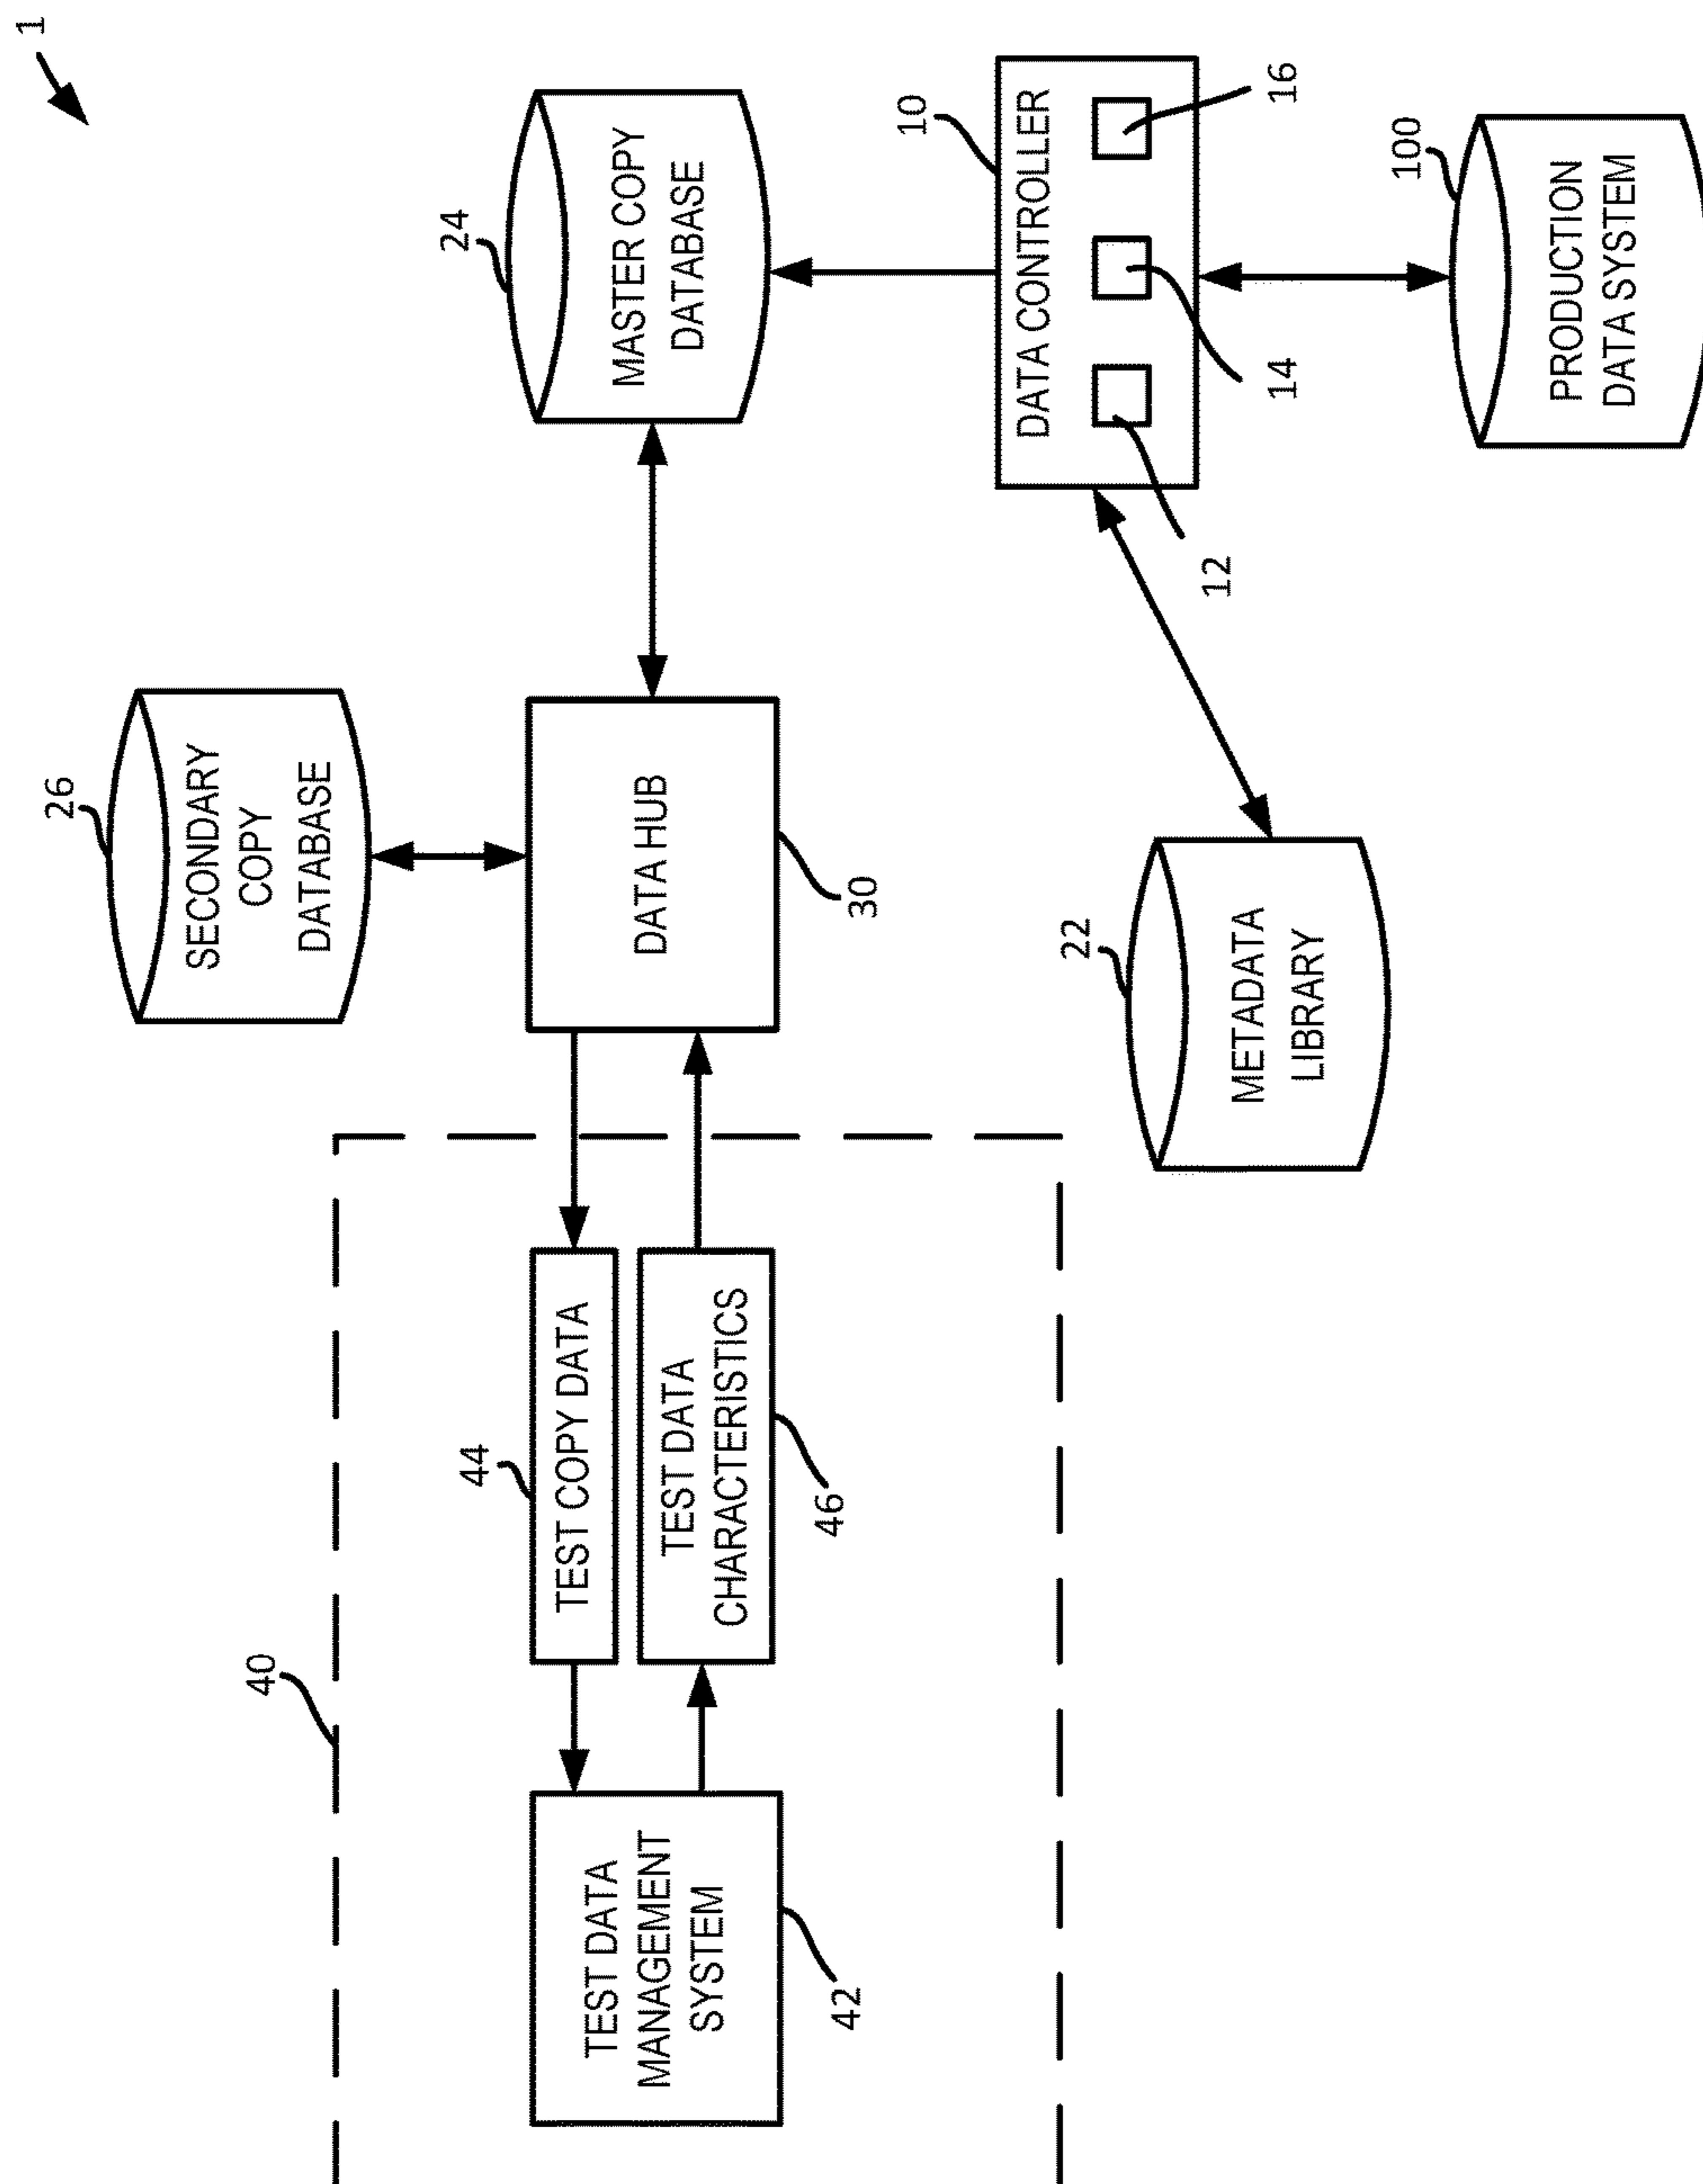 1
26
SECONDARY
COPY
DATABASE
40
44
TEST COPY DATA
TEST DATA
CHARACTERISTICS
46
TEST DATA
MANAGEMENT
SYSTEM
42
DATA HUB
30
24
MASTER COPY
DATABASE
10
DATA CONTROLLER
12
14
16
22
METADATA
LIBRARY
100
PRODUCTION
DATA SYSTEM